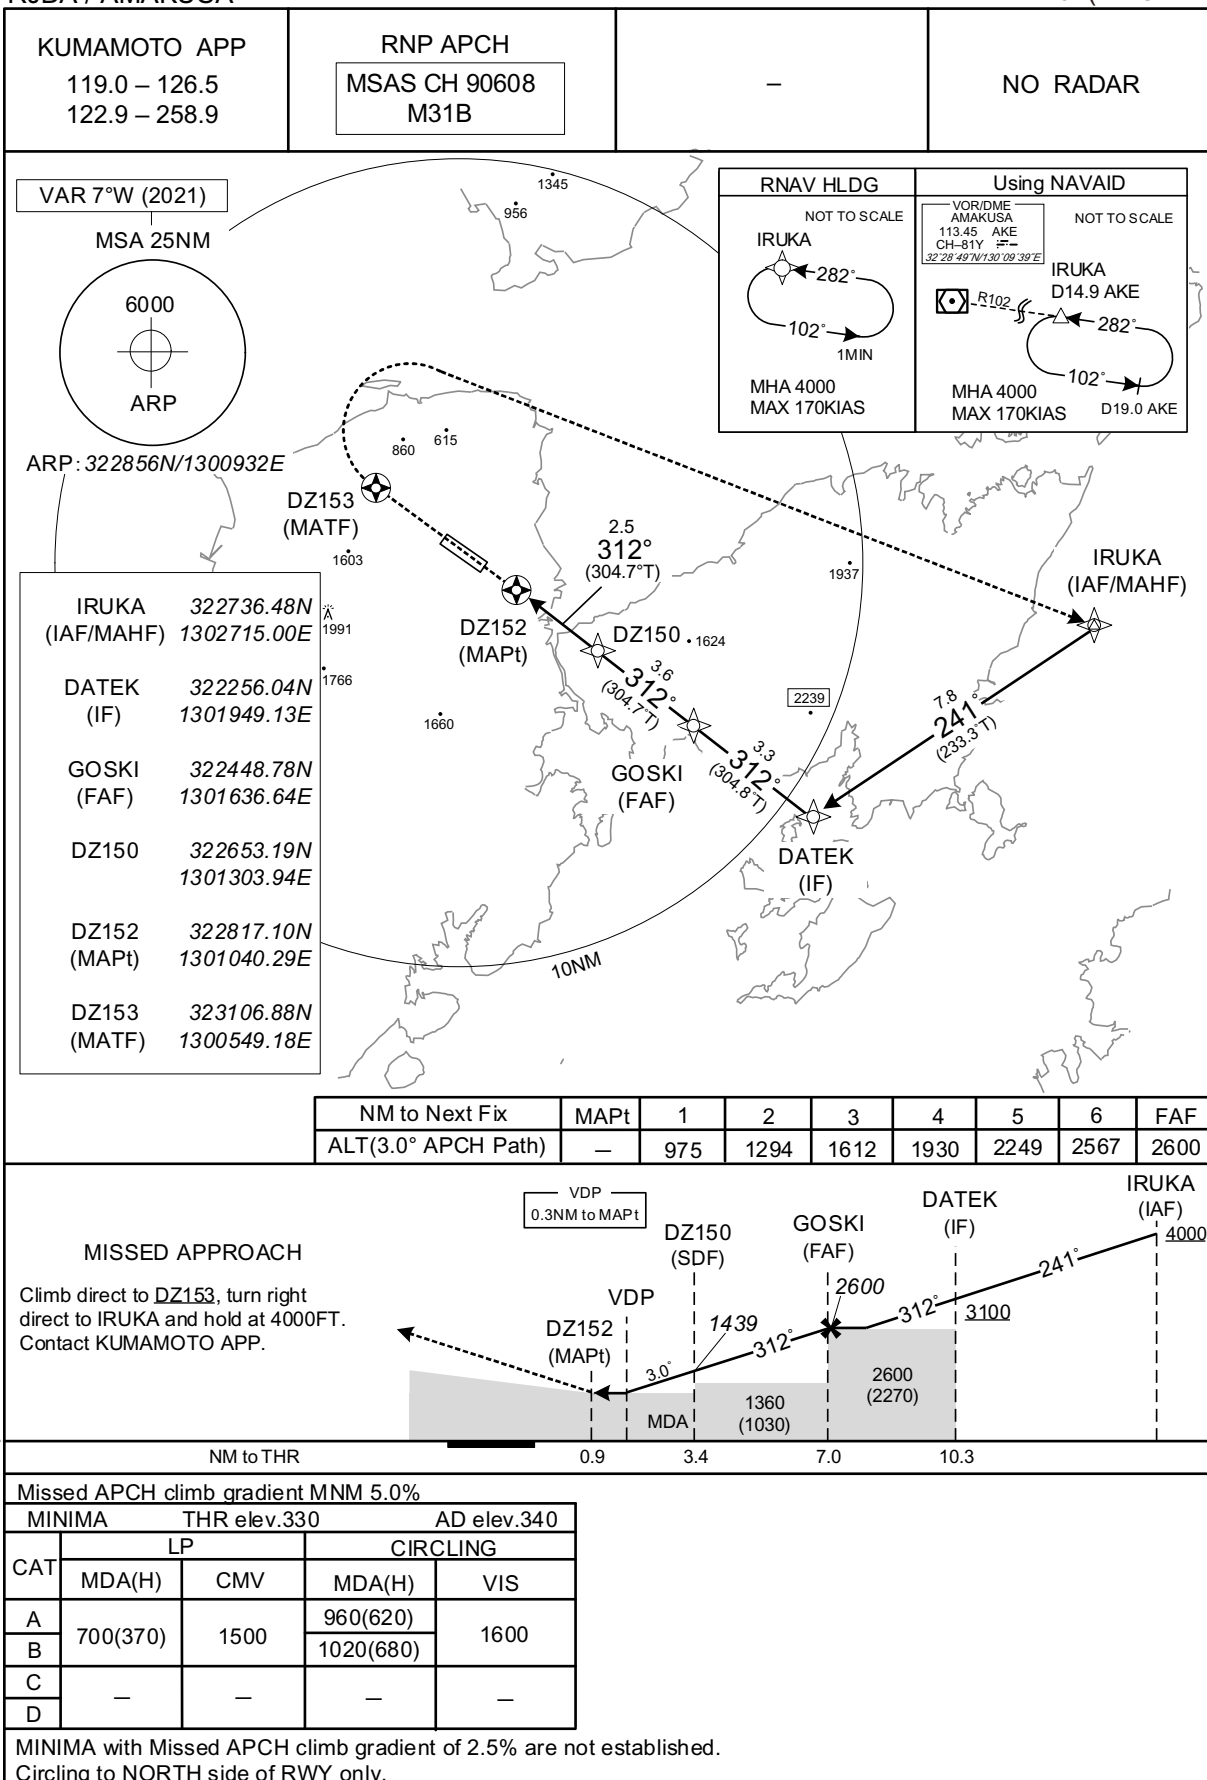 KUMAMOTO APP
119.0 – 126.5
122.9 – 258.9
RNP APCH
MSAS CH 90608
M31B
–
NO RADAR
VAR 7°W (2021)
MSA 25NM
6000
ARP
ARP: 322856N/1300932E
1345
956
RNAV HLDG
NOT TO SCALE
IRUKA
282°
102°
1MIN
MHA 4000
MAX 170KIAS
Using NAVAID
VOR/DME
AMAKUSA
113.45 AKE
CH–81Y
32°28'49"N/130°09'39"E
NOT TO SCALE
IRUKA
D14.9 AKE
R102
282°
102°
D19.0 AKE
MHA 4000
MAX 170KIAS
860
615
DZ153
(MATF)
1603
2.5
312°
(304.7°T)
1937
IRUKA
(IAF/MAHF)
DZ152
(MAPt)
DZ150
1624
1991
1766
1660
3.6
312°
(304.7°T)
2239
7.8
241°
(233.3°T)
GOSKI
(FAF)
3.3
312°
(304.8°T)
DATEK
(IF)
10NM
IRUKA 322736.48N
(IAF/MAHF) 1302715.00E
DATEK 322256.04N
(IF) 1301949.13E
GOSKI 322448.78N
(FAF) 1301636.64E
DZ150 322653.19N
1301303.94E
DZ152 322817.10N
(MAPt) 1301040.29E
DZ153 323106.88N
(MATF) 1300549.18E
NM to Next Fix MAPt 1 2 3 4 5 6 FAF
ALT(3.0° APCH Path) — 975 1294 1612 1930 2249 2567 2600
MISSED APPROACH
Climb direct to DZ153, turn right
direct to IRUKA and hold at 4000FT.
Contact KUMAMOTO APP.
VDP
0.3NM to MAPt
DZ152
(MAPt)
VDP
DZ150
(SDF)
GOSKI
(FAF)
DATEK
(IF)
IRUKA
(IAF)
4000
241°
3100
312°
2600
312°
1439
3.0°
MDA
1360
(1030)
2600
(2270)
NM to THR 0.9 3.4 7.0 10.3
Missed APCH climb gradient MNM 5.0%
MINIMA THR elev.330 AD elev.340
CAT LP CIRCLING
MDA(H) CMV MDA(H) VIS
A 700(370) 1500 960(620) 1600
B 1020(680)
C — — — —
D
MINIMA with Missed APCH climb gradient of 2.5% are not established.
Circling to NORTH side of RWY only.